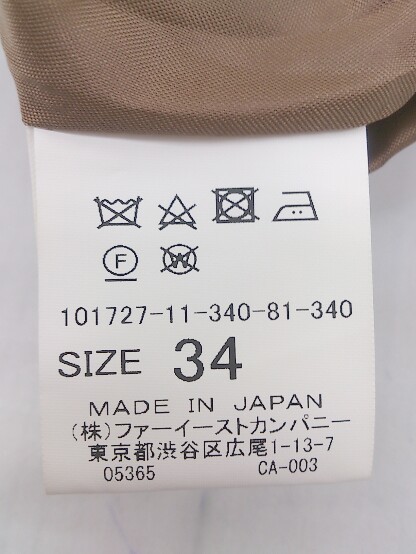 F W
101727-11-340-81-340
SIZE 34
MADE IN JAPAN
(株)ファーイーストカンパニー
東京都渋谷区広尾1-13-7
05365 CA-003